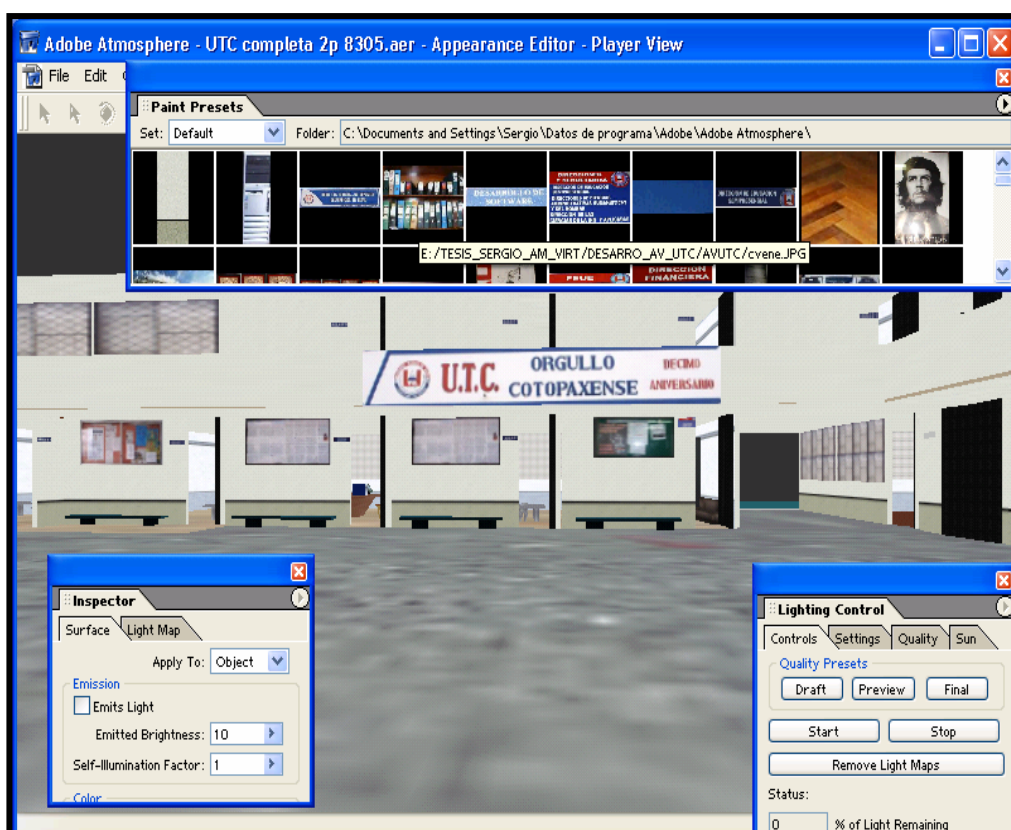 Adobe Atmosphere - UTC completa 2p 8305.aer - Appearance Editor - Player View
File Edit
Paint Presets
Set: Default Folder: C:\Documents and Settings\Sergio\Datos de programa\Adobe\Adobe Atmosphere\
DESARROLLO DE
SOFTWARE
DIRECCION
E:/TESIS_SERGIO_AM_VIRT/DESARRO_AV_UTC/AVUTC/cvene.JPG
DIRECCION
FINANCIERA
U.T.C. ORGULLO COTOPAXENSE DECIMO ANIVERSARIO
Inspector
Surface Light Map
Apply To: Object
Emission
Emits Light
Emitted Brightness: 10
Self-Illumination Factor: 1
Color
Lighting Control
Controls Settings Quality Sun
Quality Presets
Draft Preview Final
Start Stop
Remove Light Maps
Status:
0 % of Light Remaining